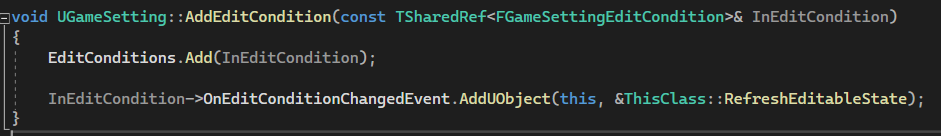 void UGameSetting::AddEditCondition(const TSharedRef<FGameSettingEditCondition>& InEditCondition)
{
EditConditions.Add(InEditCondition);
InEditCondition->OnEditConditionChangedEvent.AddUObject(this, &ThisClass::RefreshEditableState);
}